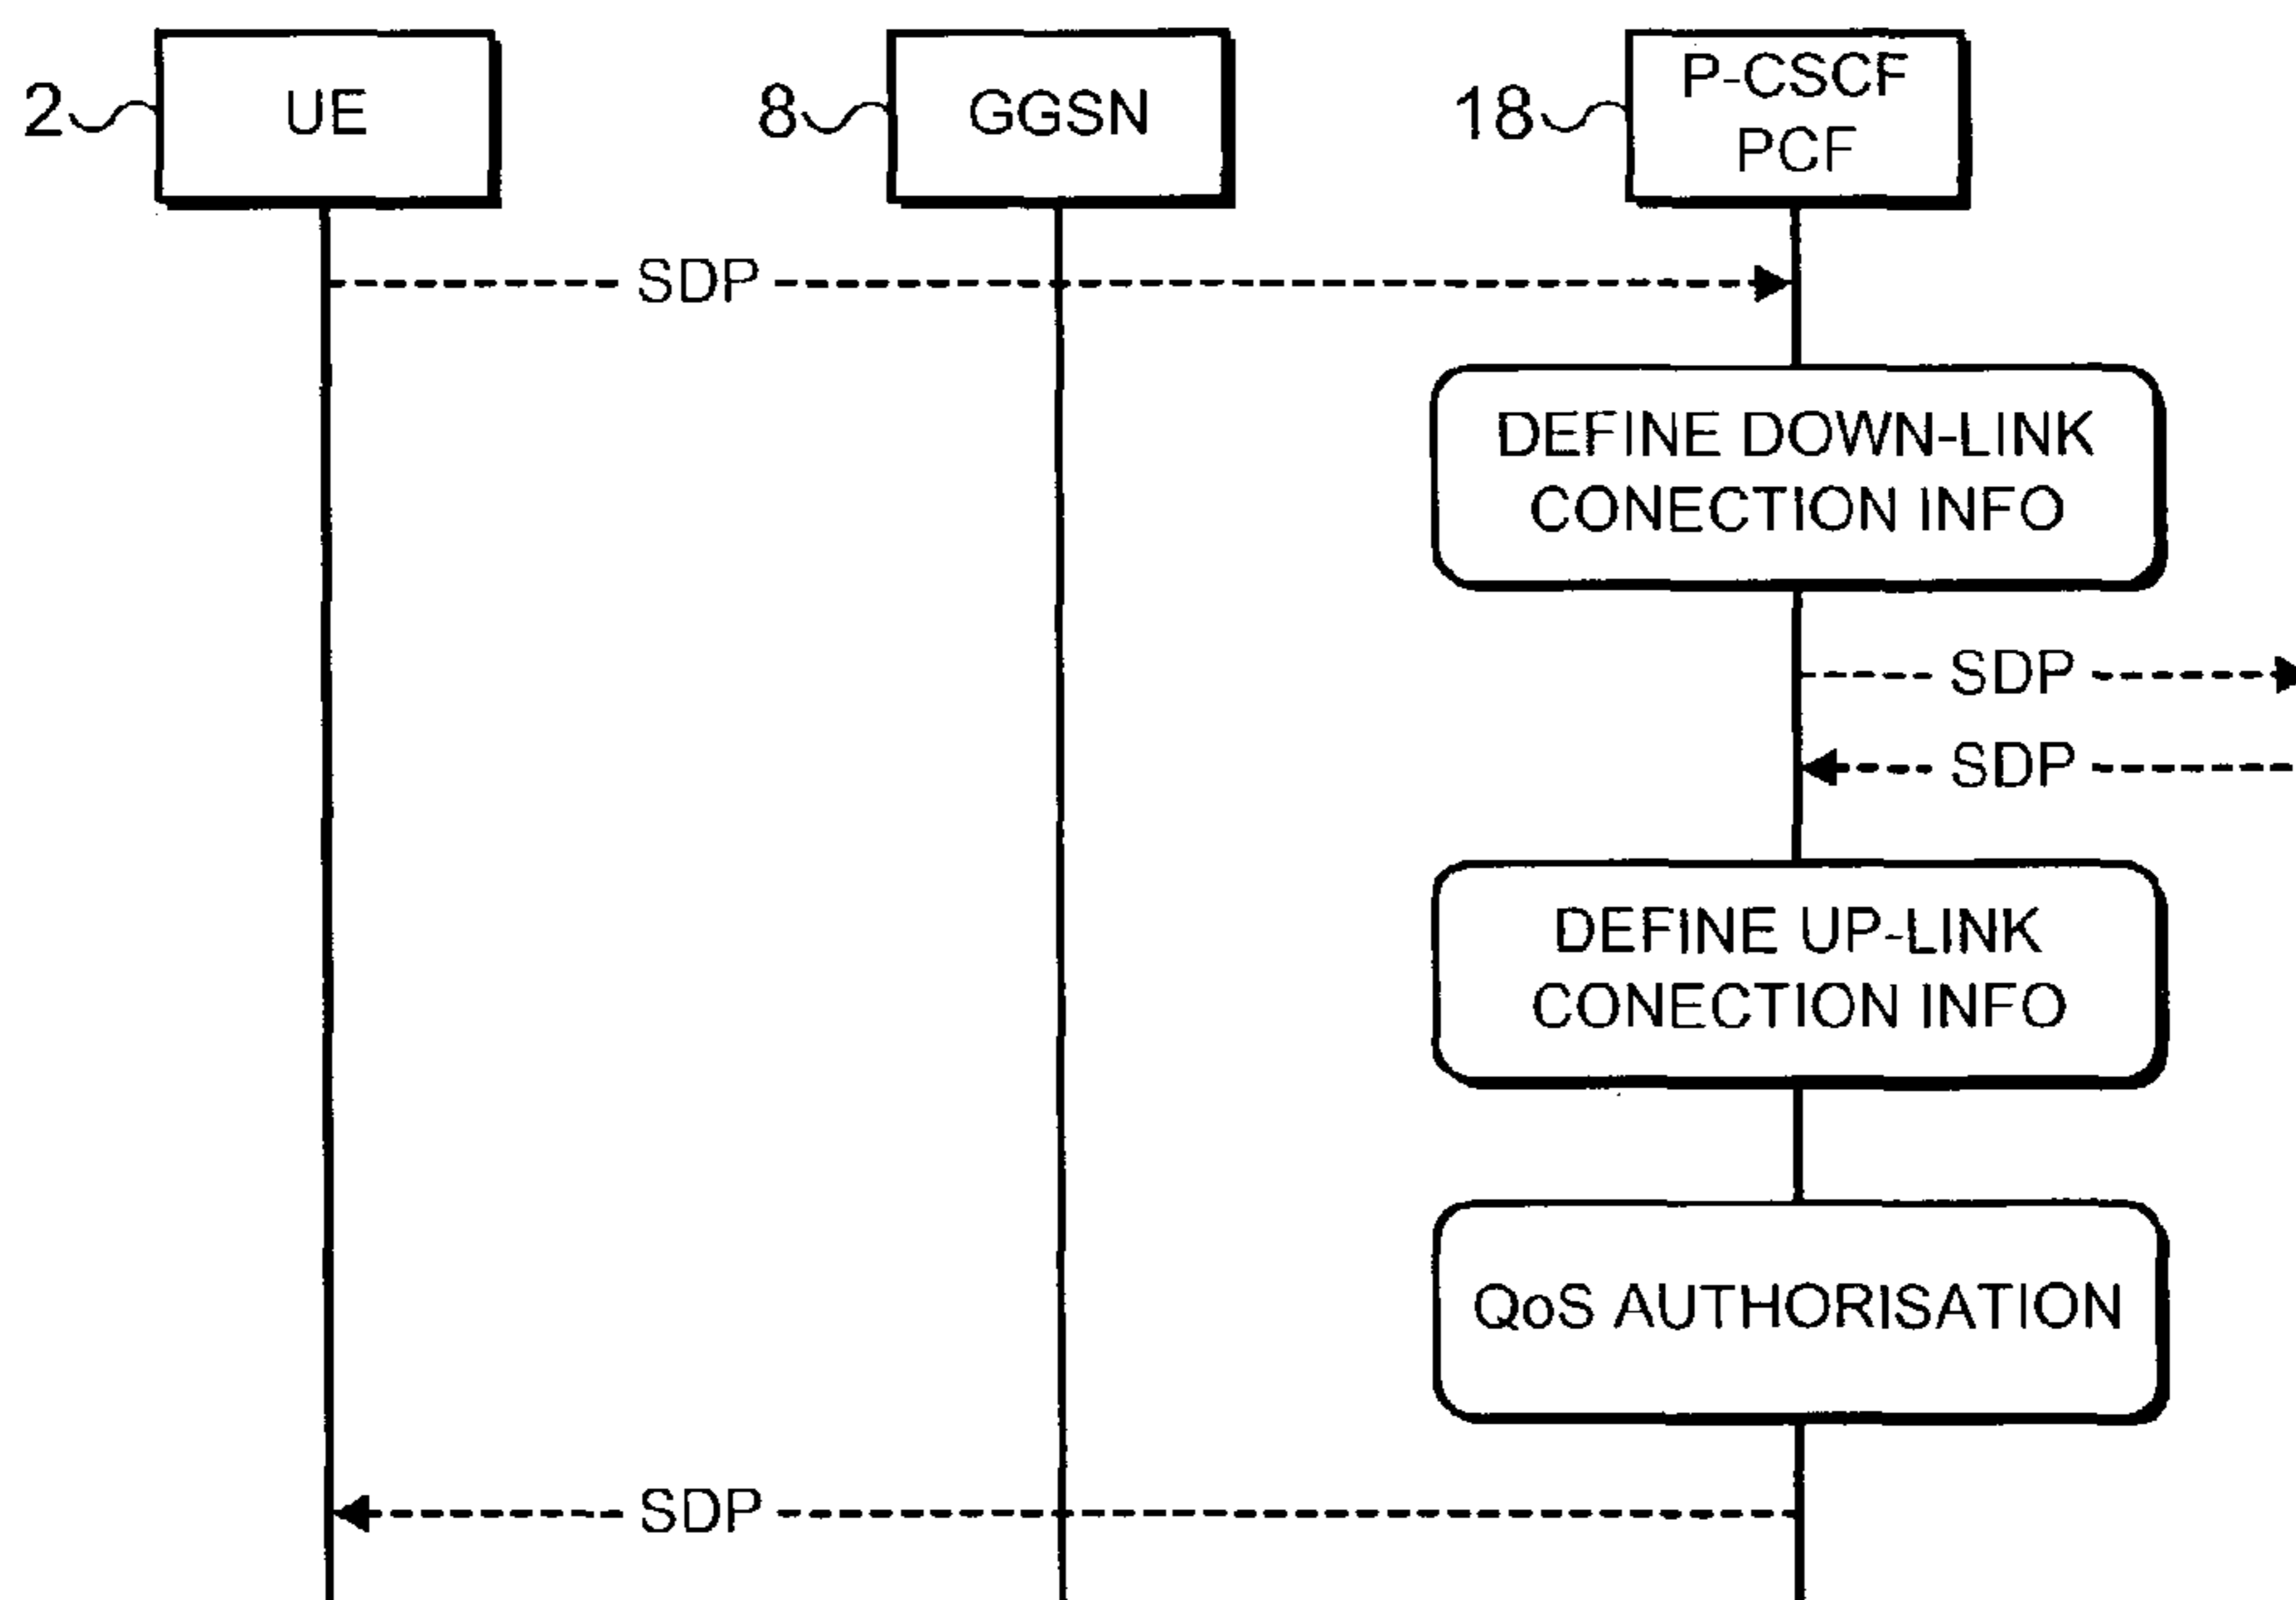 2
UE
8
GGSN
18
P-CSCF
PCF
SDP
DEFINE DOWN-LINK
CONECTION INFO
SDP
SDP
DEFINE UP-LINK
CONECTION INFO
QoS AUTHORISATION
SDP